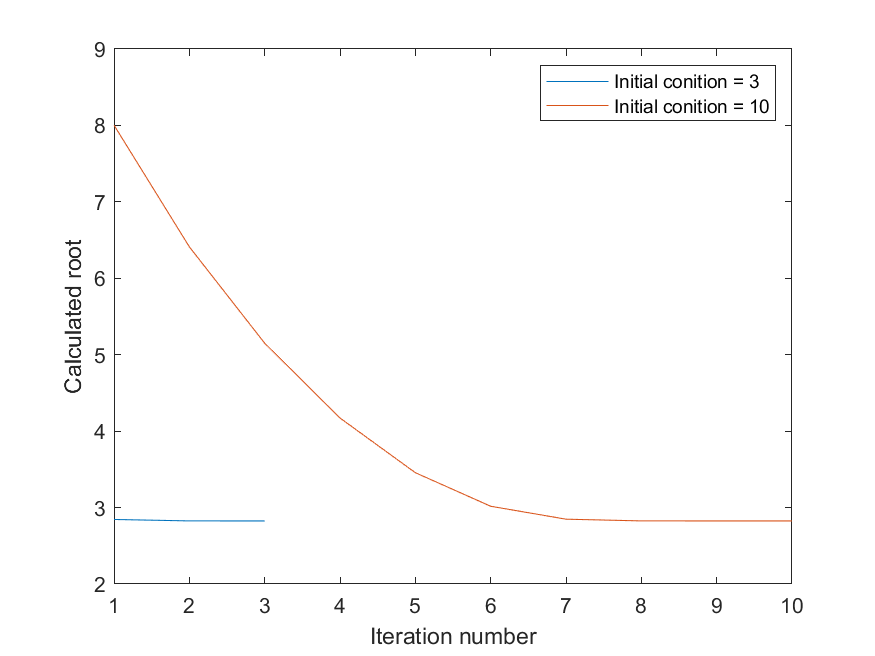 9
8
7
6
5
4
3
2
1 2 3 4 5 6 7 8 9 10
Calculated root
Iteration number
Initial conition = 3
Initial conition = 10